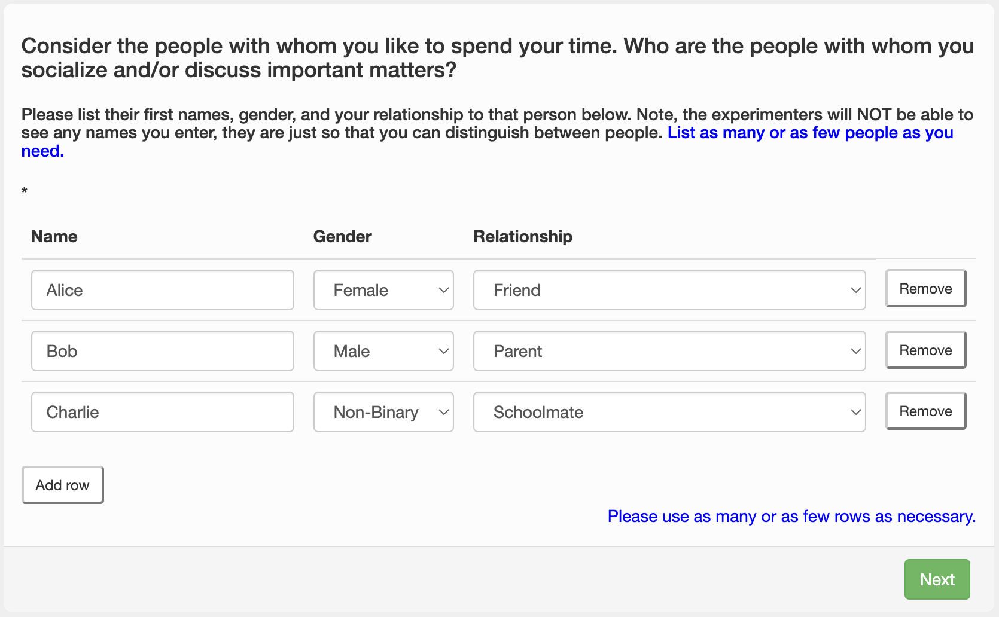 Consider the people with whom you like to spend your time. Who are the people with whom you
socialize and/or discuss important matters?
Please list their first names, gender, and your relationship to that person below. Note, the experimenters will NOT be able to
see any names you enter, they are just so that you can distinguish between people. List as many or as few people as you
need.
*
Name Gender Relationship
Alice Female Friend Remove
Bob Male Parent Remove
Charlie Non-Binary Schoolmate Remove
Add row
Please use as many or as few rows as necessary.
Next